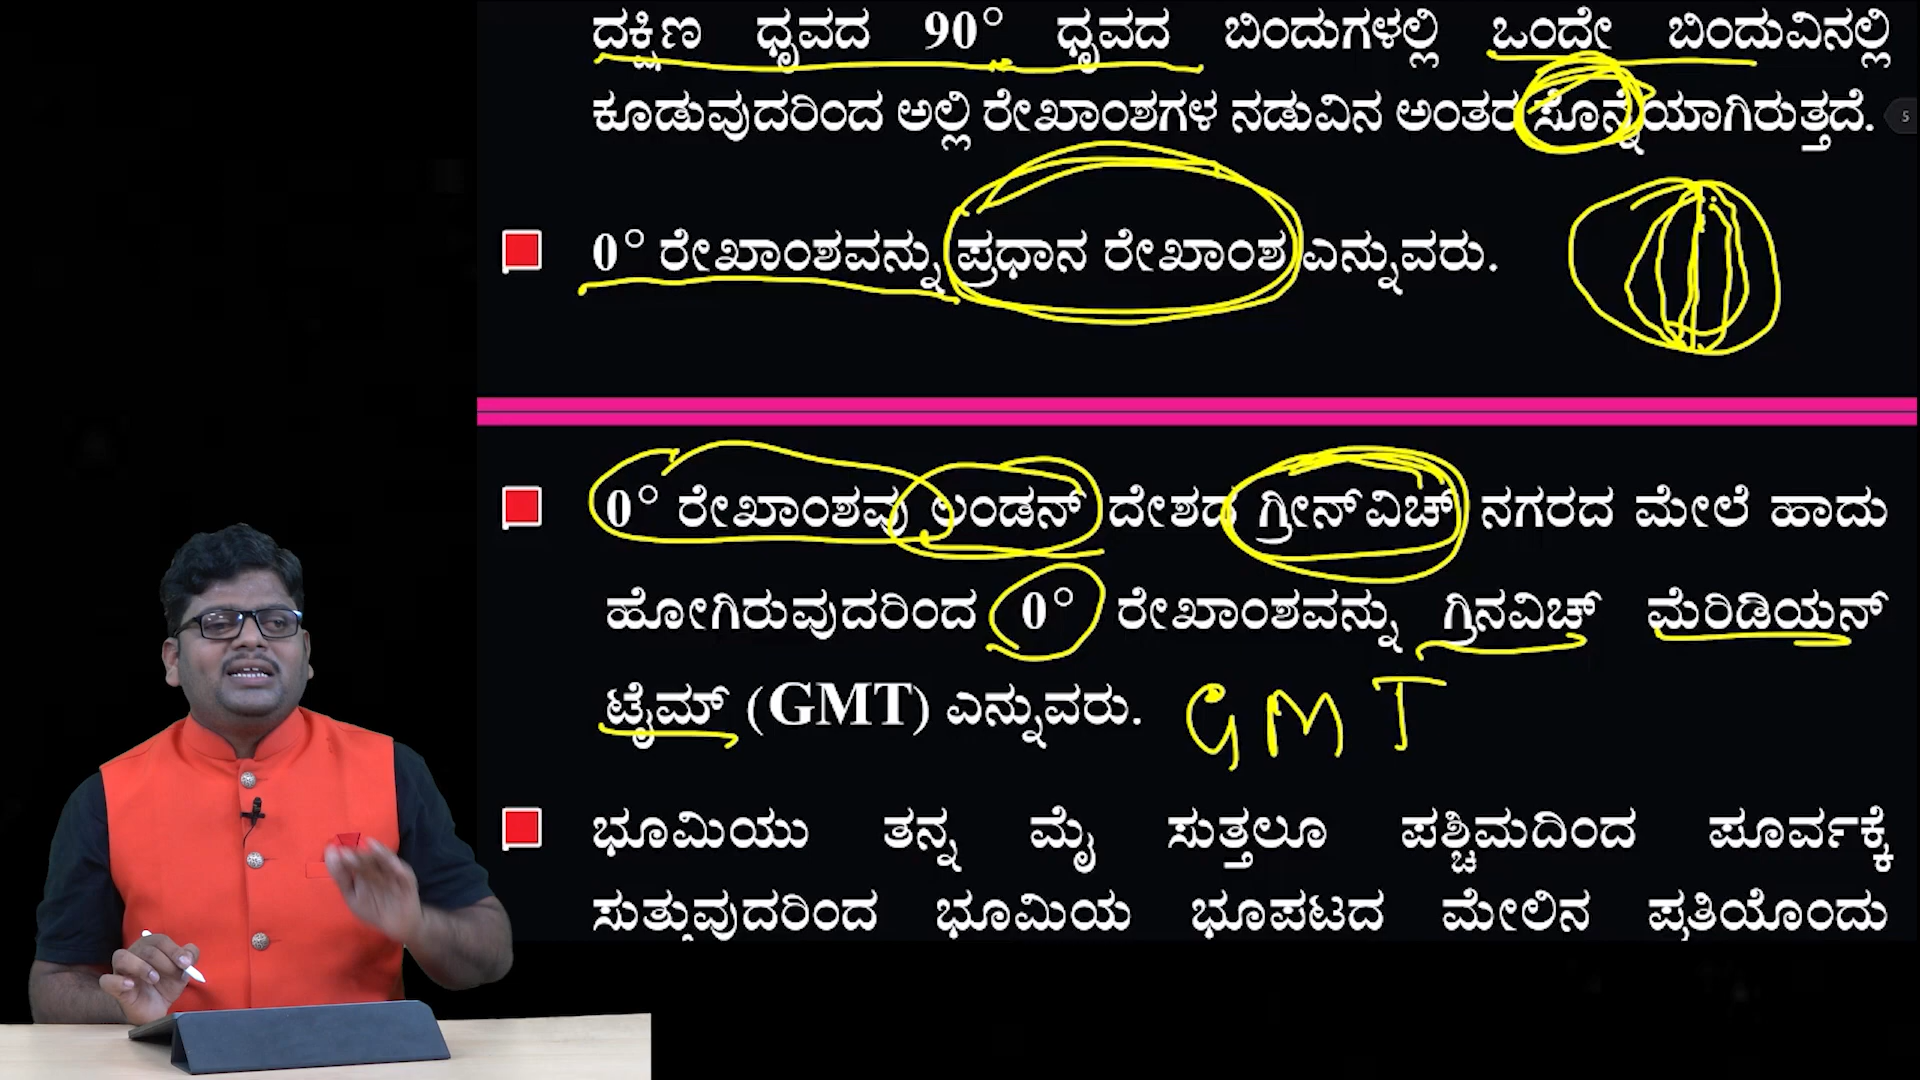 ದಕ್ಷಿಣ ಧೃವದ 90° ಧೃವದ ಬಿಂದುಗಳಲ್ಲಿ ಒಂದೇ ಬಿಂದುವಿನಲ್ಲಿ
ಕೂಡುವುದರಿಂದ ಅಲ್ಲಿ ರೇಖಾಂಶಗಳ ನಡುವಿನ ಅಂತರ ಸೊನ್ನೆಯಾಗಿರುತ್ತದೆ.
5
0° ರೇಖಾಂಶವನ್ನು ಪ್ರಧಾನ ರೇಖಾಂಶ ಎನ್ನುವರು.
0° ರೇಖಾಂಶವು ಲಂಡನ್ ದೇಶದ ಗ್ರೀನ್‌ವಿಚ್ ನಗರದ ಮೇಲೆ ಹಾದು
ಹೋಗಿರುವುದರಿಂದ 0° ರೇಖಾಂಶವನ್ನು ಗ್ರಿನವಿಚ್ ಮೆರಿಡಿಯನ್
ಟೈಮ್ (GMT) ಎನ್ನುವರು. GMT
ಭೂಮಿಯು ತನ್ನ ಮೈ ಸುತ್ತಲೂ ಪಶ್ಚಿಮದಿಂದ ಪೂರ್ವಕ್ಕೆ
ಸುತ್ತುವುದರಿಂದ ಭೂಮಿಯ ಭೂಪಟದ ಮೇಲಿನ ಪ್ರತಿಯೊಂದು